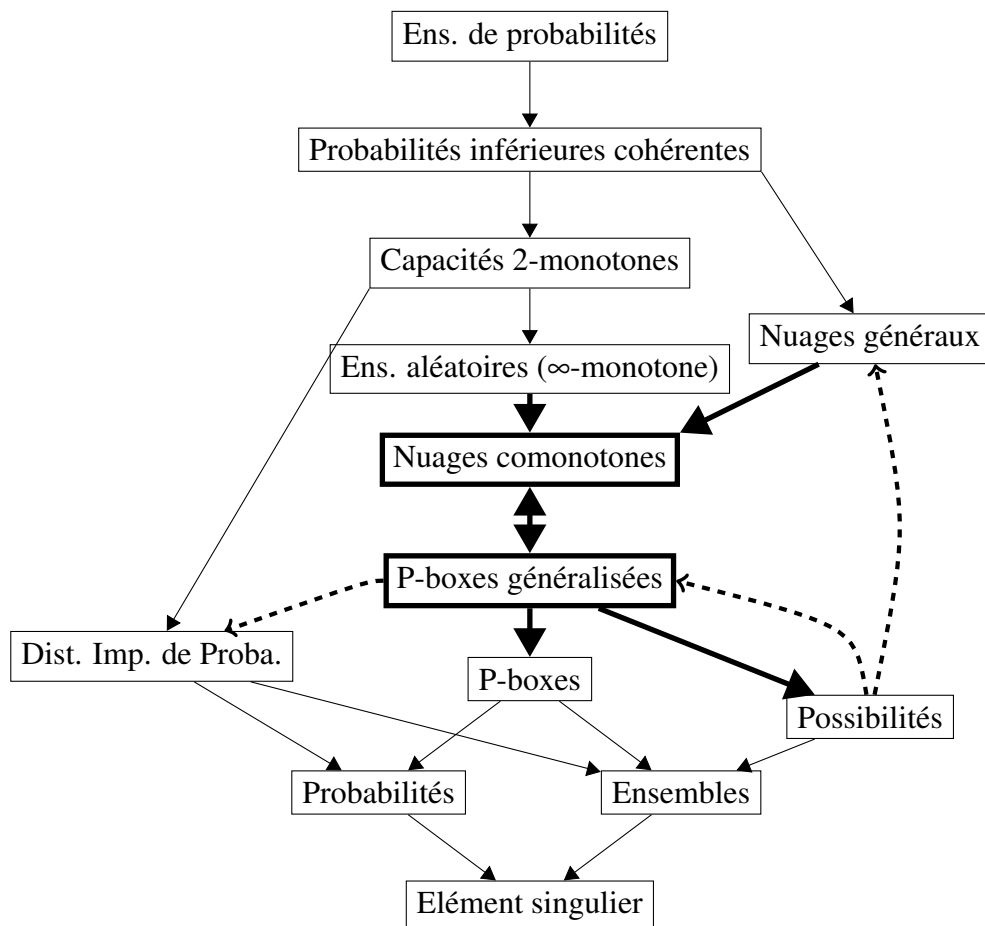 Ens. de probabilités
Probabilités inférieures cohérentes
Capacités 2-monotones
Nuages généraux
Ens. aléatoires (∞-monotone)
Nuages comonotones
P-boxes généralisées
Dist. Imp. de Proba.
P-boxes
Possibilités
Probabilités
Ensembles
Elément singulier